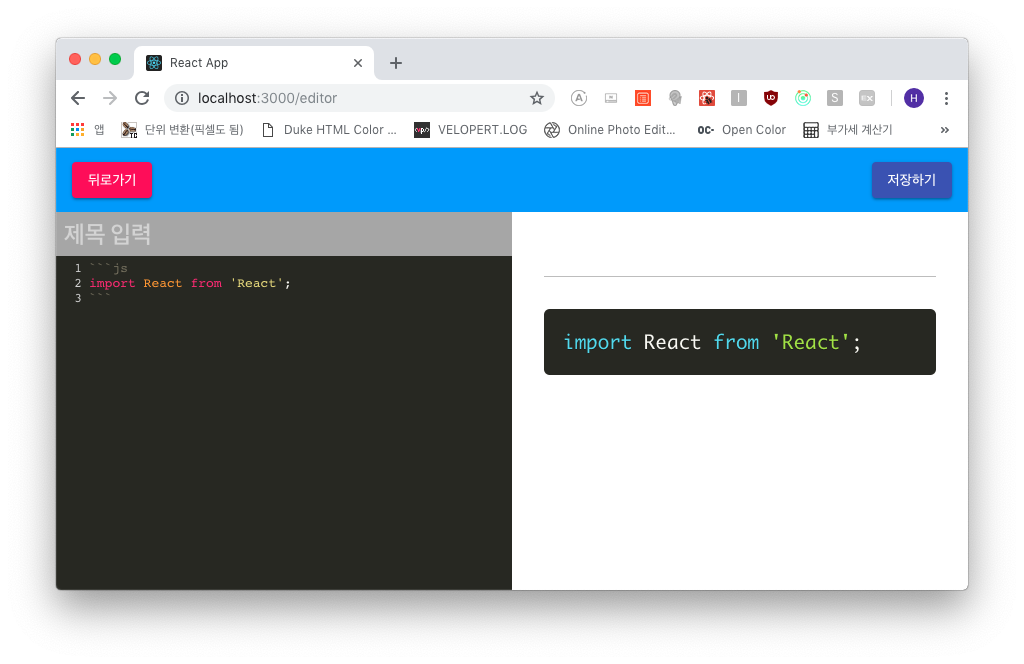 React App
localhost:3000/editor
앱 단위 변환(픽셀도 됨) Duke HTML Color ... VELOPERT.LOG Online Photo Edit... OC- Open Color 부가세 계산기 »
뒤로가기 저장하기
제목 입력
1 ```js
2 import React from 'React';
3 ```
import React from 'React';